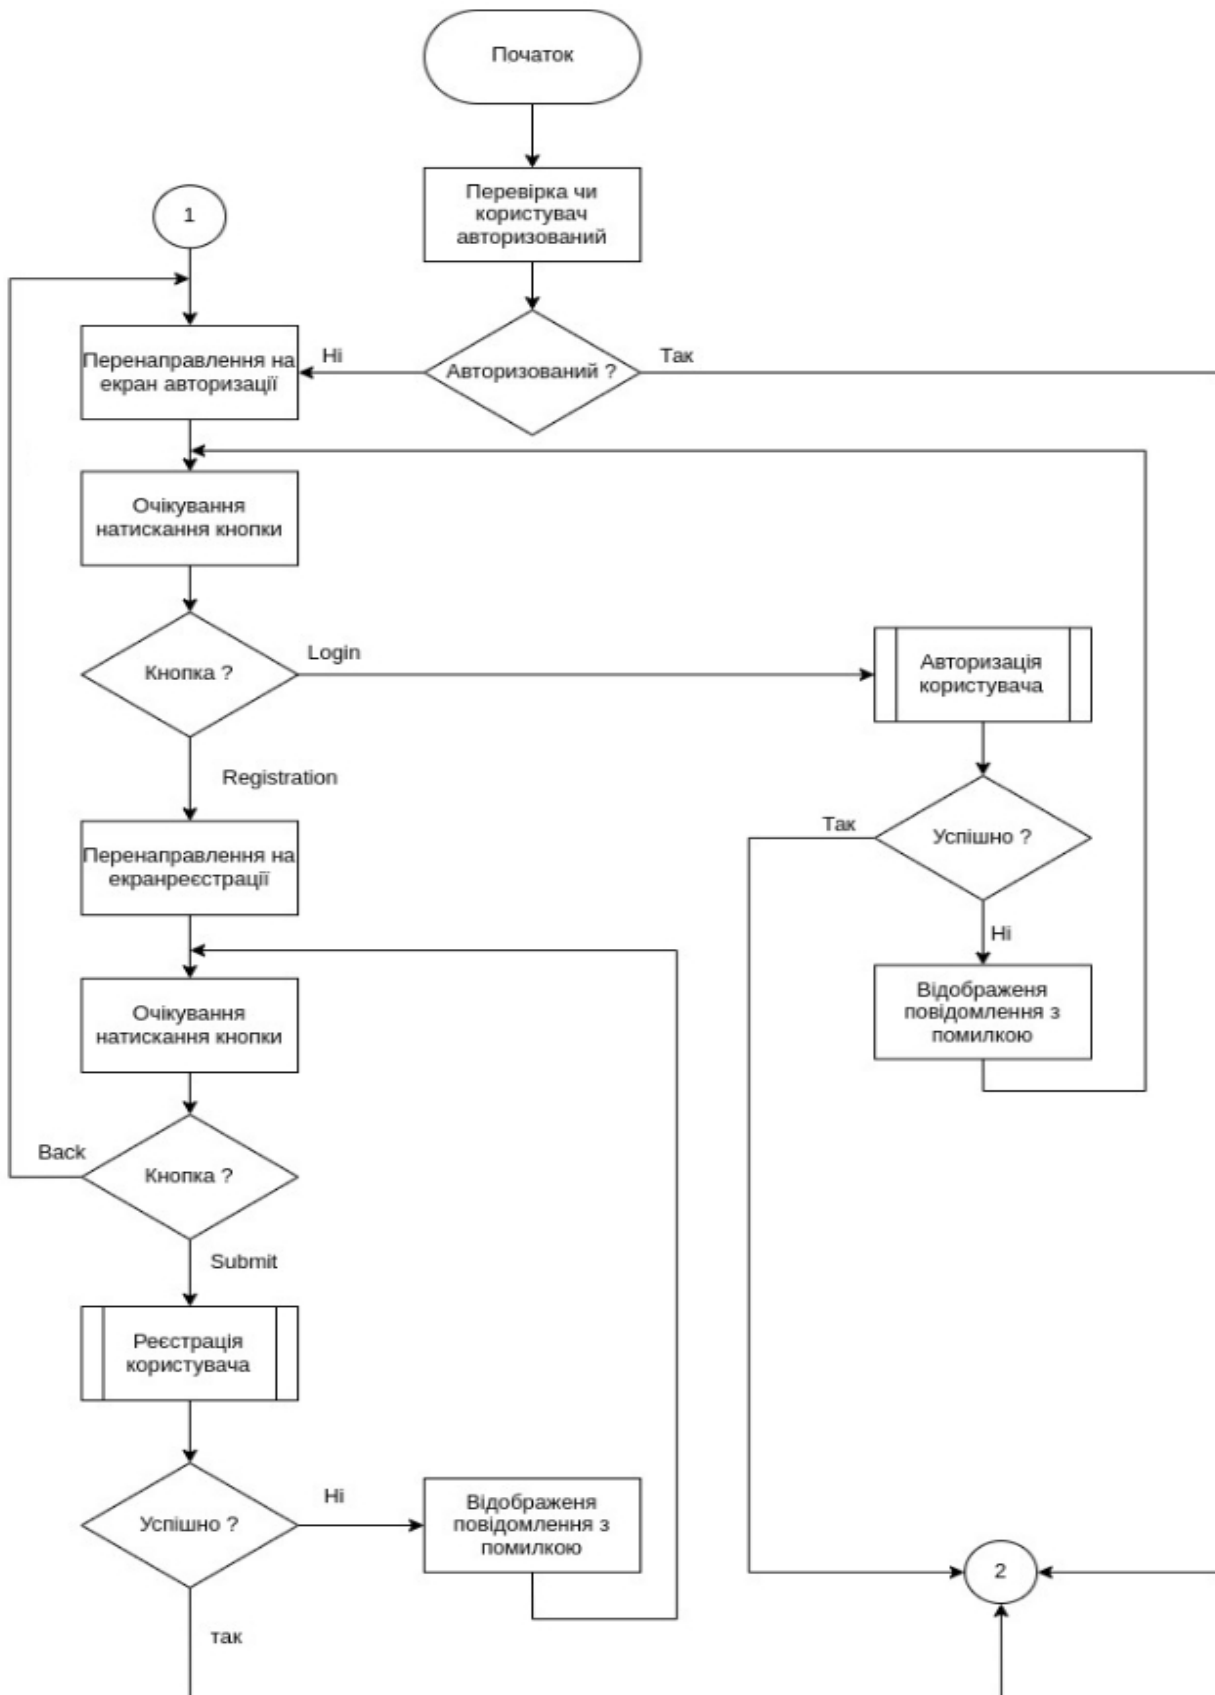 Початок
Перевірка чи
користувач
авторизований
1
Авторизований ?
Ні
Так
Перенаправлення на
екран авторизації
Очікування
натискання кнопки
Кнопка ?
Login
Авторизація
користувача
Registration
Успішно ?
Так
Ні
Перенаправлення на
екранреєстрації
Відображеня
повідомлення з
помилкою
Очікування
натискання кнопки
Back
Кнопка ?
Submit
Реєстрація
користувача
Успішно ?
Ні
Відображеня
повідомлення з
помилкою
2
так